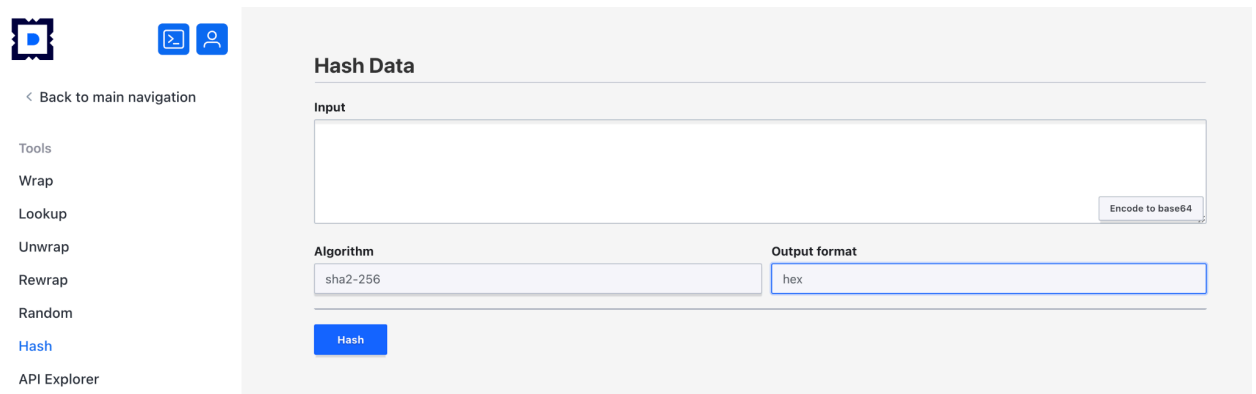 Back to main navigation
Tools
Wrap
Lookup
Unwrap
Rewrap
Random
Hash
API Explorer
Hash Data
Input
Encode to base64
Algorithm
Output format
sha2-256
hex
Hash